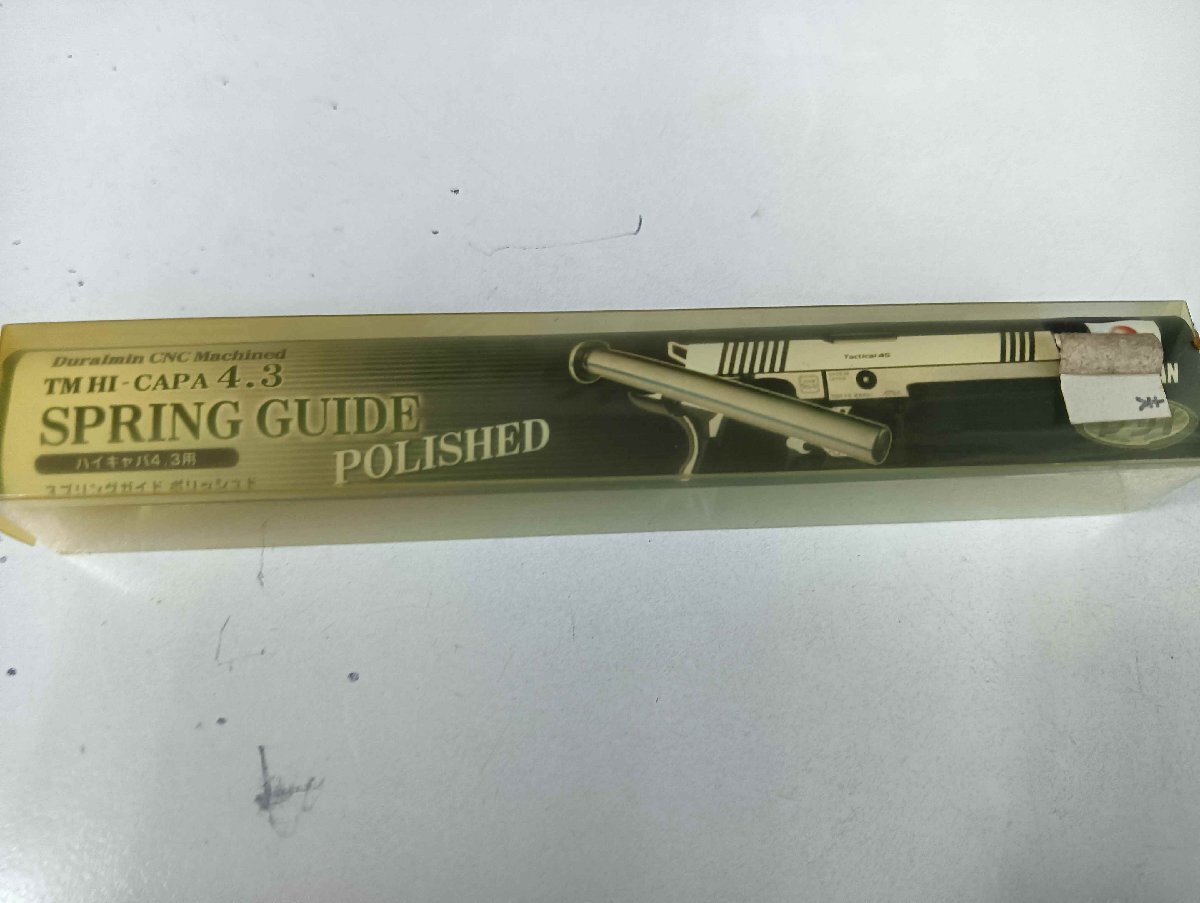 Duralmin CNC Machined
TM HI-CAPA 4.3
SPRING GUIDE
POLISHED
ハイキャパ4.3用
スプリングガイド ポリッシュド
Tactical 45
AN